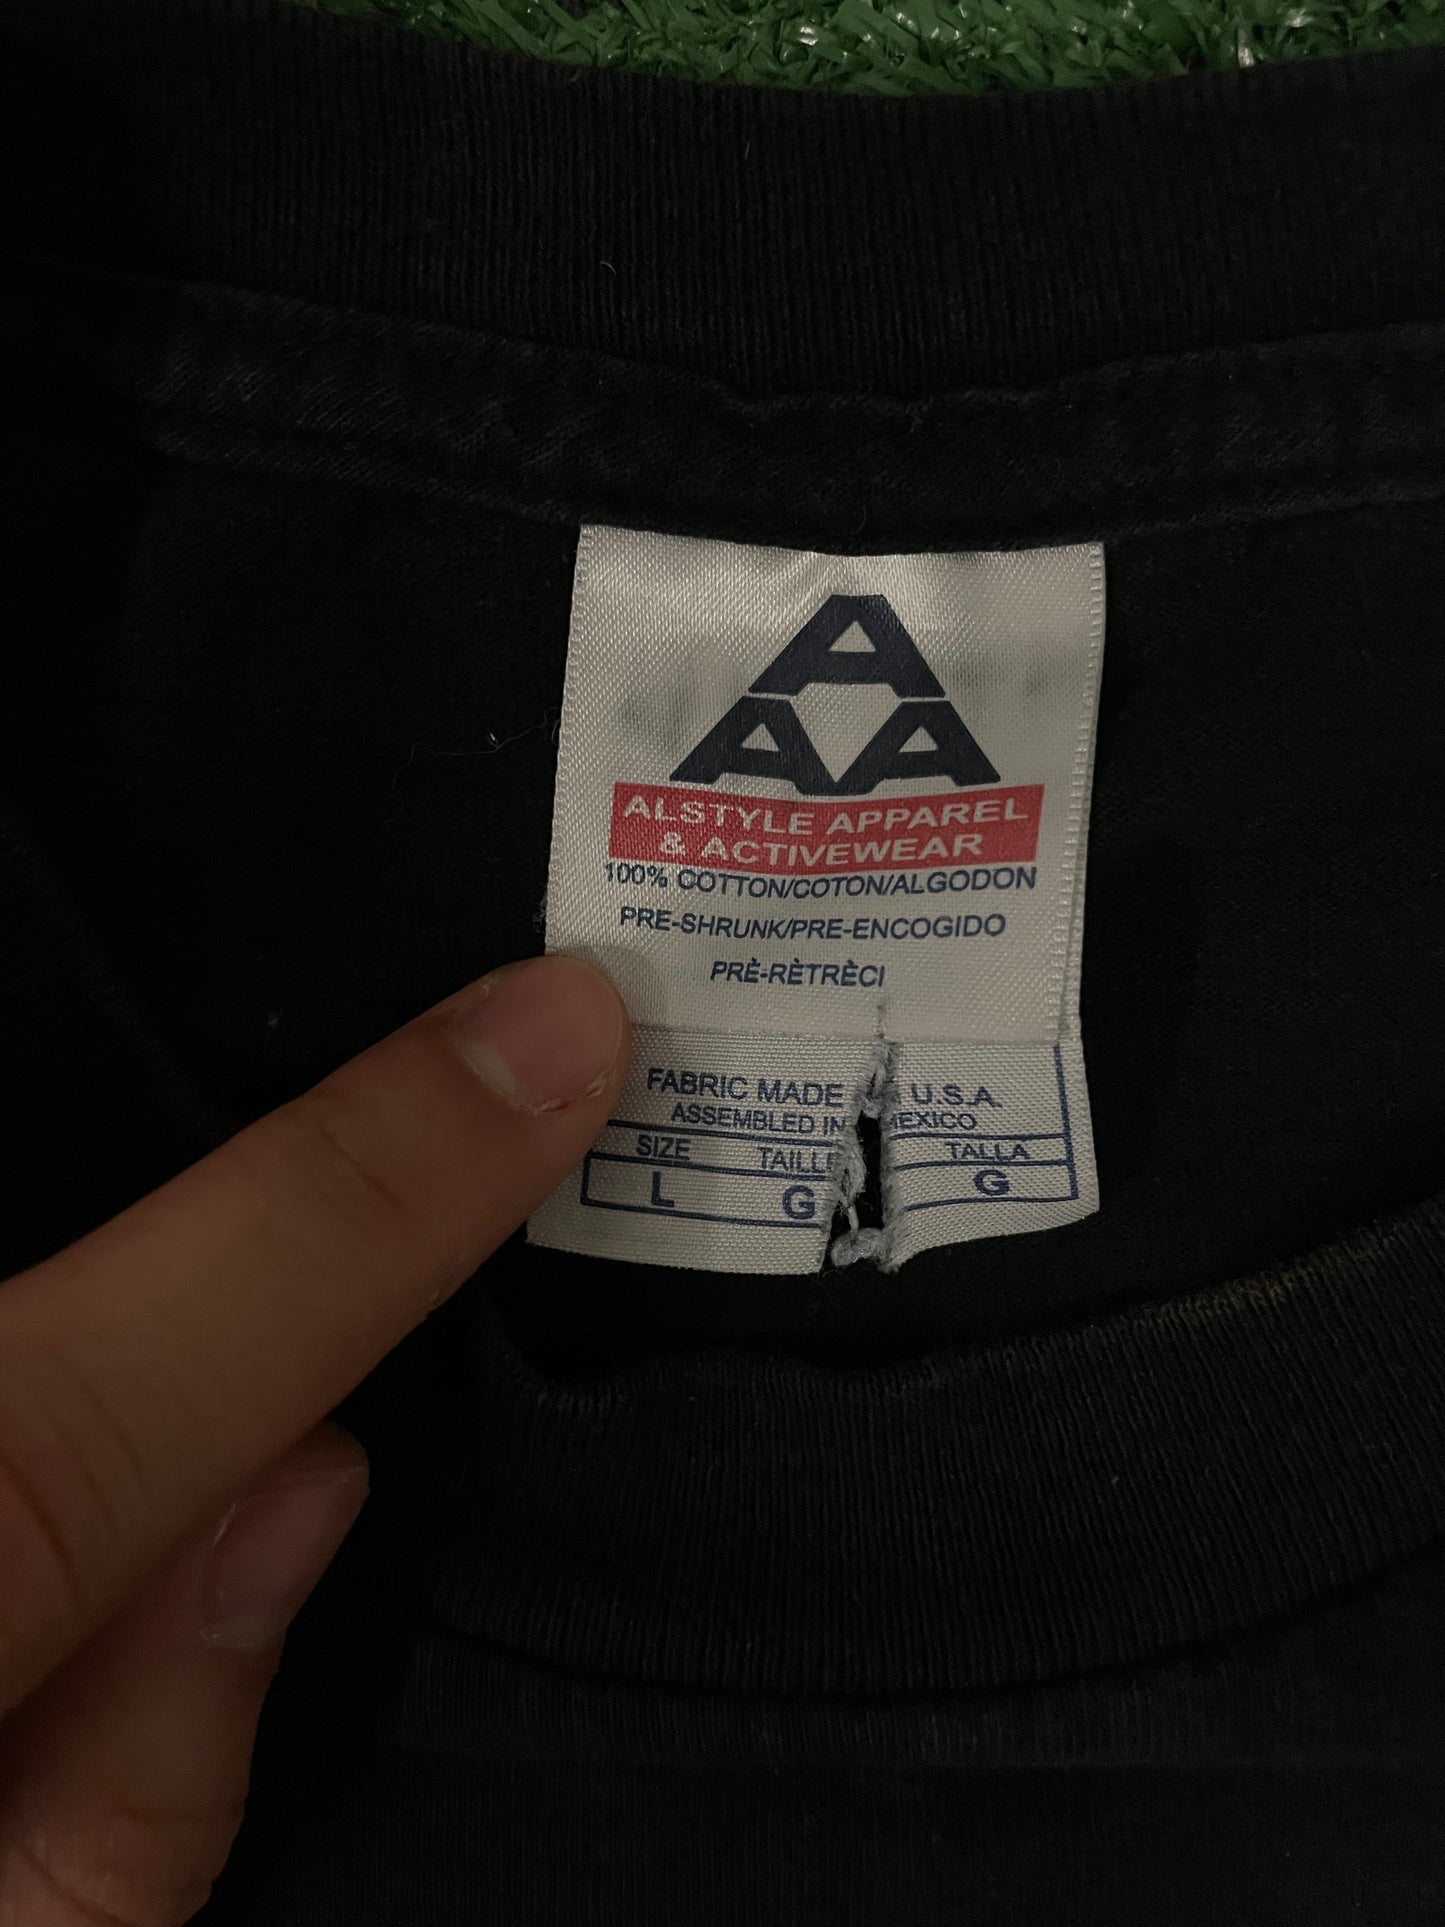 A
AA
ALSTYLE APPAREL
& ACTIVEWEAR
100% COTTON/COTON/ALGODON
PRE-SHRUNK/PRE-ENCOGIDO
PRÈ-RÈTRÈCI
FABRIC MADE U.S.A.
ASSEMBLED IN MEXICO
SIZE TAILLE TALLA
L G G